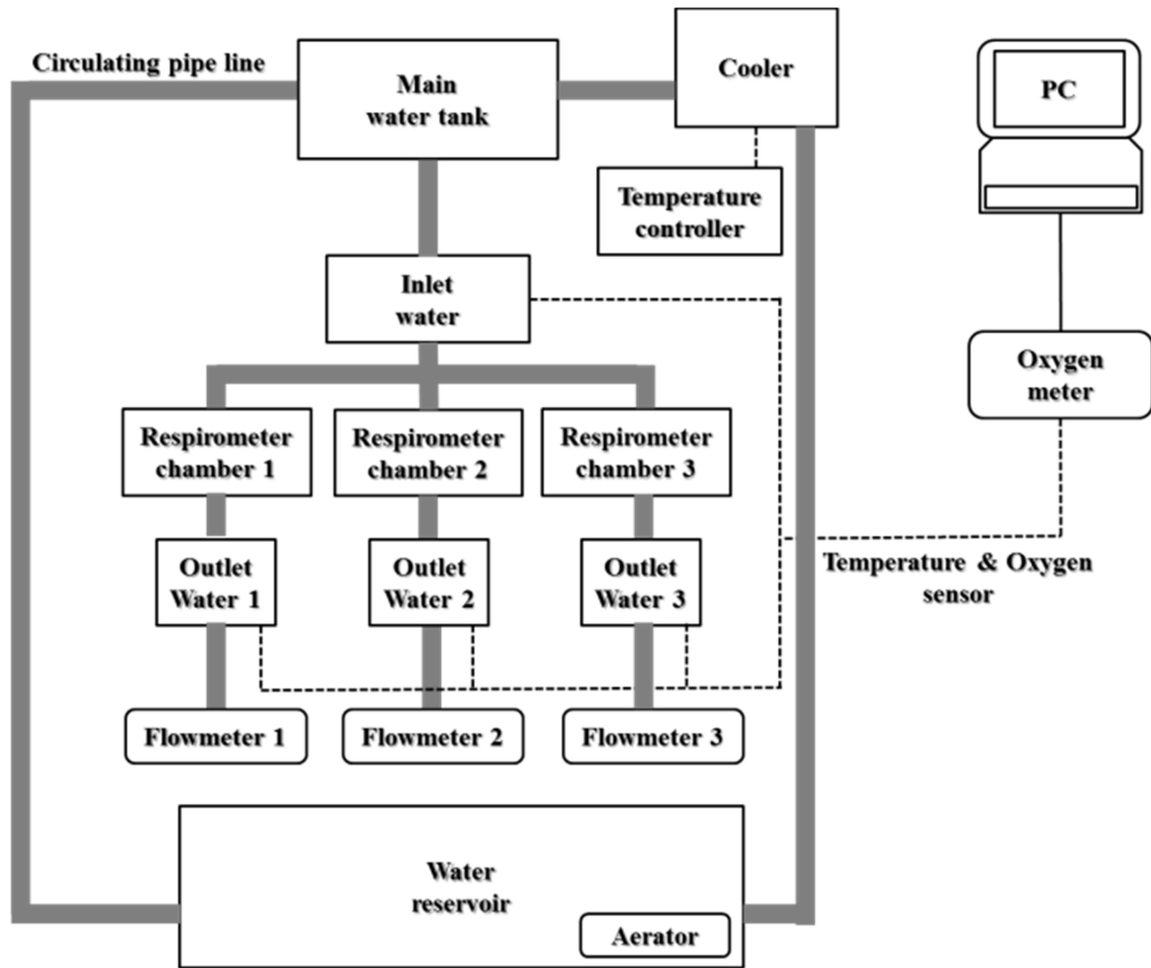 Circulating pipe line
Main
water tank
Cooler
PC
Temperature
controller
Inlet
water
Oxygen
meter
Respirometer
chamber 1
Respirometer
chamber 2
Respirometer
chamber 3
Outlet
Water 1
Outlet
Water 2
Outlet
Water 3
Temperature & Oxygen
sensor
Flowmeter 1
Flowmeter 2
Flowmeter 3
Water
reservoir
Aerator